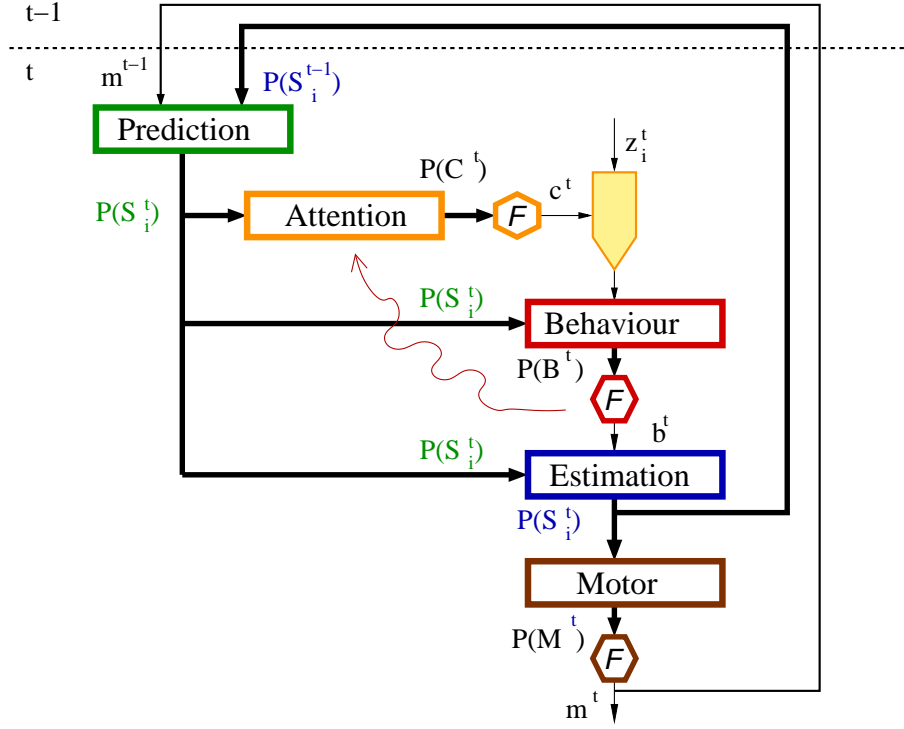 t−1
t
m^{t−1}
P(S_i^{t−1})
Prediction
z_i^t
P(C^t)
c^t
P(S_i^t)
Attention
F
P(S_i^t)
Behaviour
P(B^t)
F
b^t
P(S_i^t)
Estimation
P(S_i^t)
Motor
P(M^t)
F
m^t